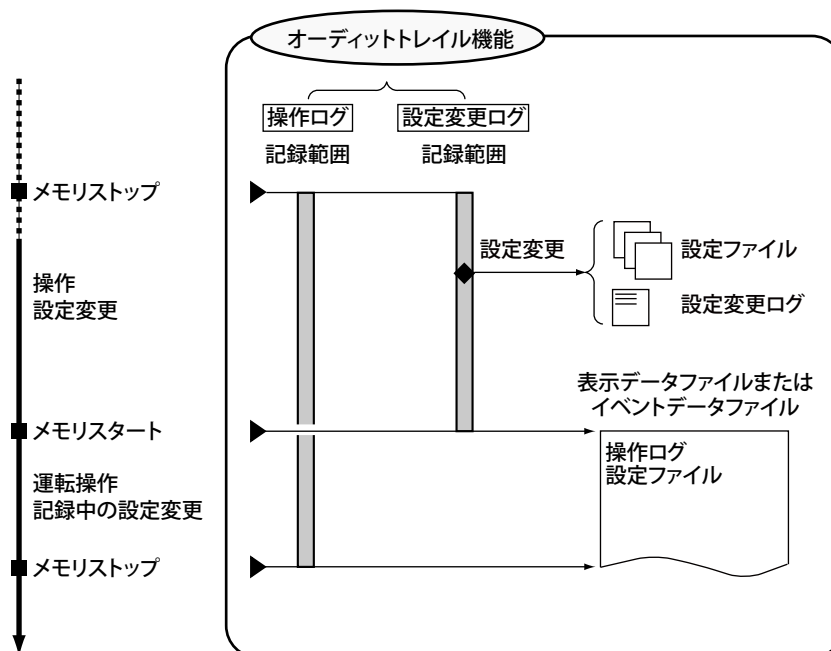 オーディットトレイル機能
操作ログ
設定変更ログ
記録範囲
記録範囲
メモリストップ
設定変更
設定ファイル
操作
設定変更
設定変更ログ
表示データファイルまたは
イベントデータファイル
メモリスタート
操作ログ
設定ファイル
運転操作
記録中の設定変更
メモリストップ